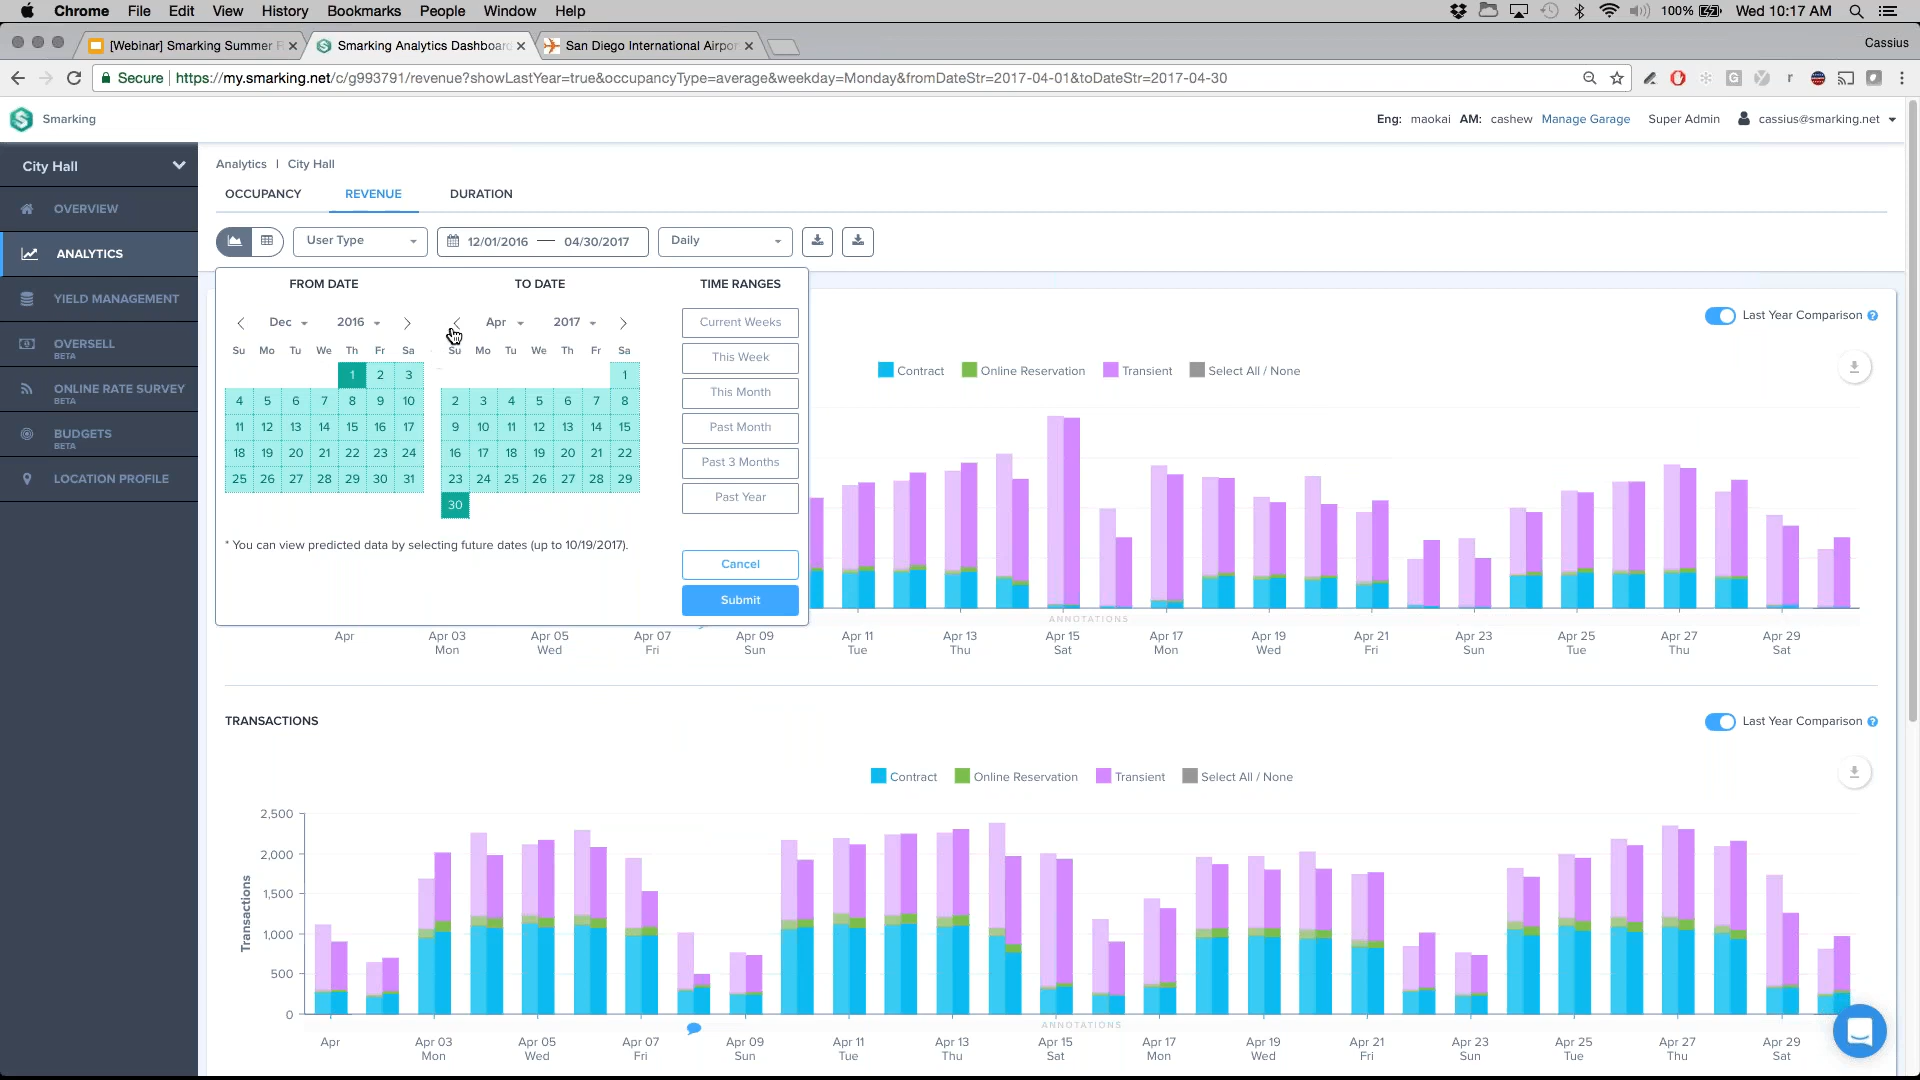 Chrome File Edit View History Bookmarks People Window Help 100% Wed 10:17 AM
[Webinar] Smarking Summer R Smarking Analytics Dashboard San Diego International Airpor Cassius
Secure https://my.smarking.net/c/g993791/revenue?showLastYear=true&occupancyType=average&weekday=Monday&fromDateStr=2017-04-01&toDateStr=2017-04-30
Smarking Eng: maokai AM: cashew Manage Garage Super Admin cassius@smarking.net
City Hall
OVERVIEW
ANALYTICS
YIELD MANAGEMENT
OVERSELL
BETA
ONLINE RATE SURVEY
BETA
BUDGETS
BETA
LOCATION PROFILE
Analytics | City Hall
OCCUPANCY REVENUE DURATION
User Type 12/01/2016 — 04/30/2017 Daily
FROM DATE TO DATE TIME RANGES
Dec 2016 Apr 2017
Su Mo Tu We Th Fr Sa Su Mo Tu We Th Fr Sa
1 2 3 1
4 5 6 7 8 9 10 2 3 4 5 6 7 8
11 12 13 14 15 16 17 9 10 11 12 13 14 15
18 19 20 21 22 23 24 16 17 18 19 20 21 22
25 26 27 28 29 30 31 23 24 25 26 27 28 29
30
* You can view predicted data by selecting future dates (up to 10/19/2017).
Current Weeks
This Week
This Month
Past Month
Past 3 Months
Past Year
Cancel
Submit
Last Year Comparison
Contract Online Reservation Transient Select All / None
ANNOTATIONS
Apr Apr 03 Apr 05 Apr 07 Apr 09 Apr 11 Apr 13 Apr 15 Apr 17 Apr 19 Apr 21 Apr 23 Apr 25 Apr 27 Apr 29
Mon Wed Fri Sun Tue Thu Sat Mon Wed Fri Sun Tue Thu Sat
TRANSACTIONS Last Year Comparison
Contract Online Reservation Transient Select All / None
Transactions
2,500
2,000
1,500
1,000
500
0
ANNOTATIONS
Apr Apr 03 Apr 05 Apr 07 Apr 09 Apr 11 Apr 13 Apr 15 Apr 17 Apr 19 Apr 21 Apr 23 Apr 25 Apr 27 Apr 29
Mon Wed Fri Sun Tue Thu Sat Mon Wed Fri Sun Tue Thu Sat